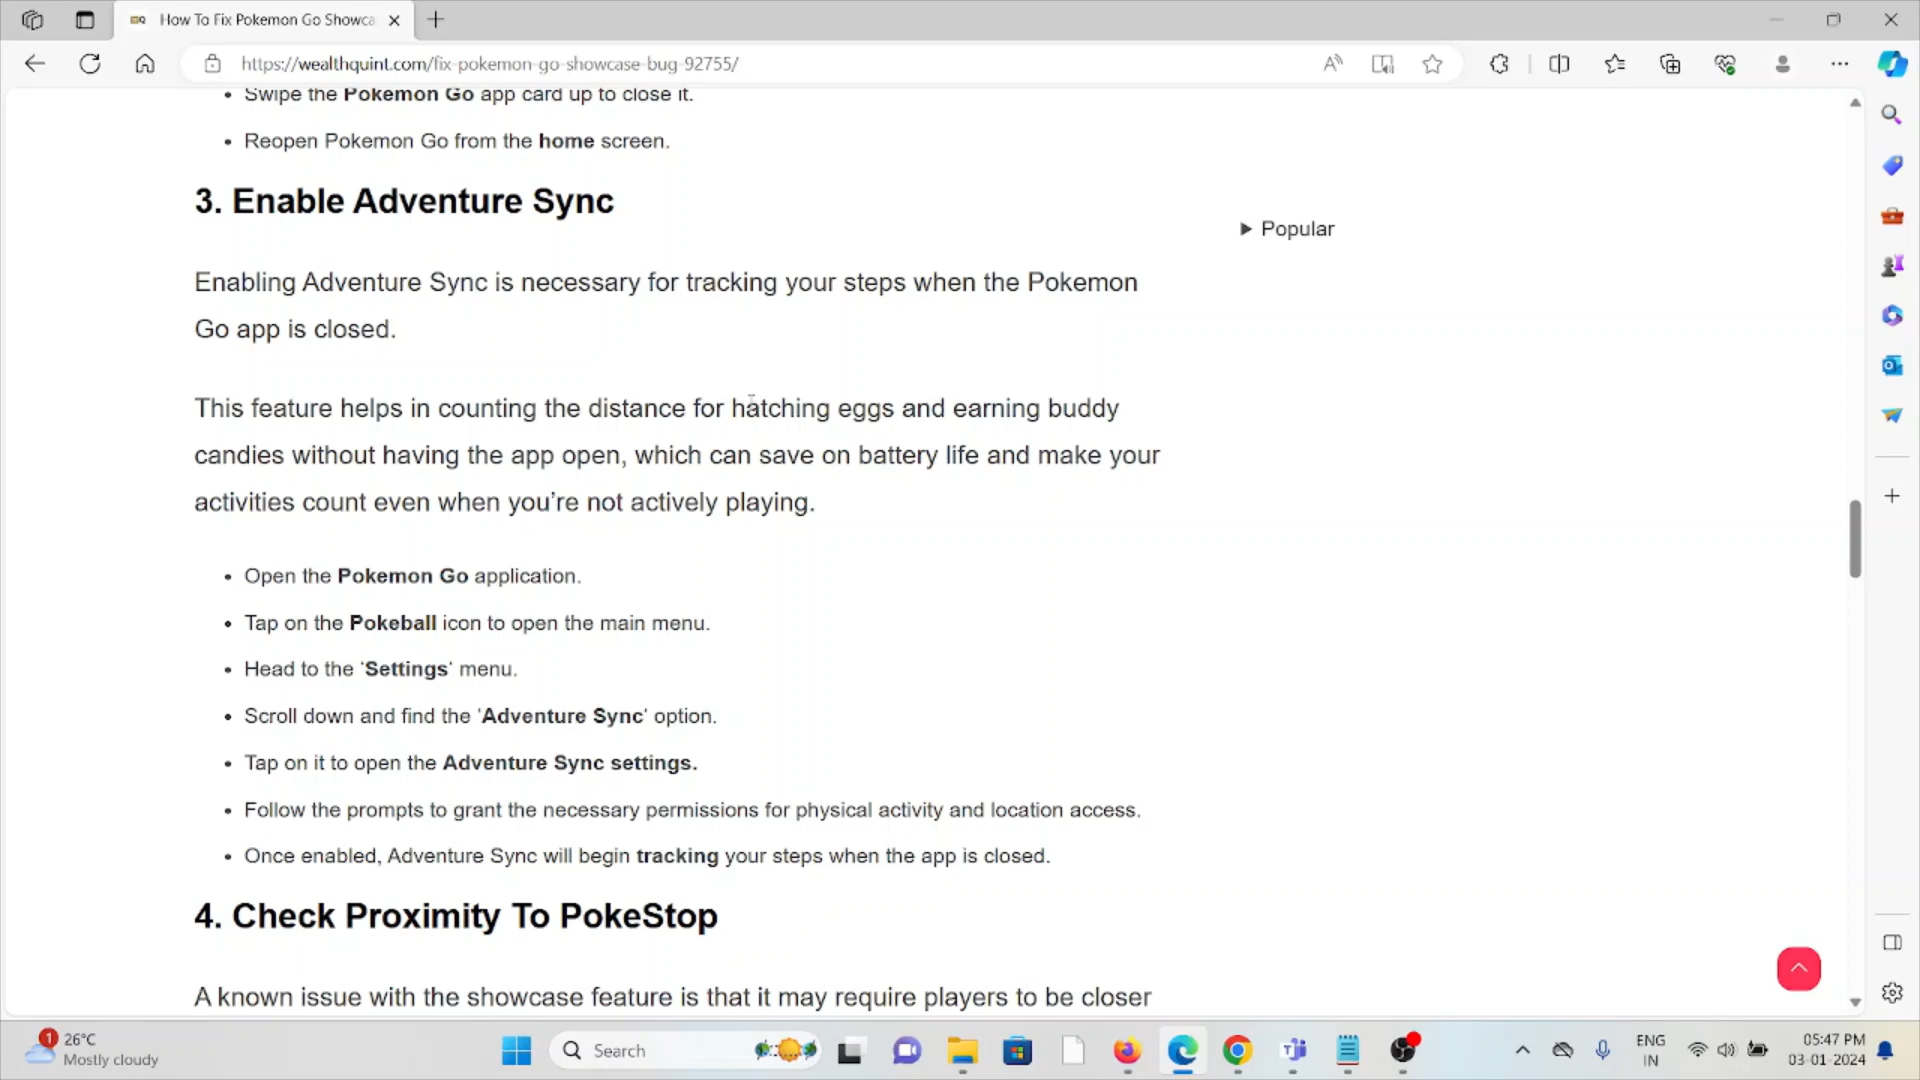 How To Fix Pokemon Go Showca
https://wealthquint.com/fix-pokemon-go-showcase-bug-92755/
• Swipe the Pokemon Go app card up to close it.
• Reopen Pokemon Go from the home screen.
3. Enable Adventure Sync
Popular
Enabling Adventure Sync is necessary for tracking your steps when the Pokemon
Go app is closed.
This feature helps in counting the distance for hatching eggs and earning buddy
candies without having the app open, which can save on battery life and make your
activities count even when you’re not actively playing.
• Open the Pokemon Go application.
• Tap on the Pokeball icon to open the main menu.
• Head to the ‘Settings‘ menu.
• Scroll down and find the ‘Adventure Sync‘ option.
• Tap on it to open the Adventure Sync settings.
• Follow the prompts to grant the necessary permissions for physical activity and location access.
• Once enabled, Adventure Sync will begin tracking your steps when the app is closed.
4. Check Proximity To PokeStop
A known issue with the showcase feature is that it may require players to be closer
1
26°C
Mostly cloudy
Search
ENG
IN
05:47 PM
03-01-2024